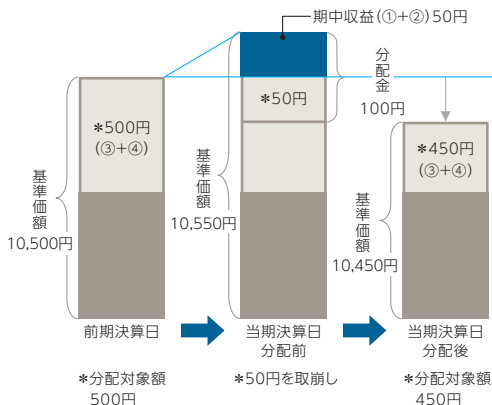 期中収益(①+②)50円
分配金
100円
*500円
(③+④)
*50円
*450円
(③+④)
基準価額
10,500円
基準価額
10,550円
基準価額
10,450円
前期決算日
当期決算日
分配前
当期決算日
分配後
*分配対象額
500円
*50円を取崩し
*分配対象額
450円